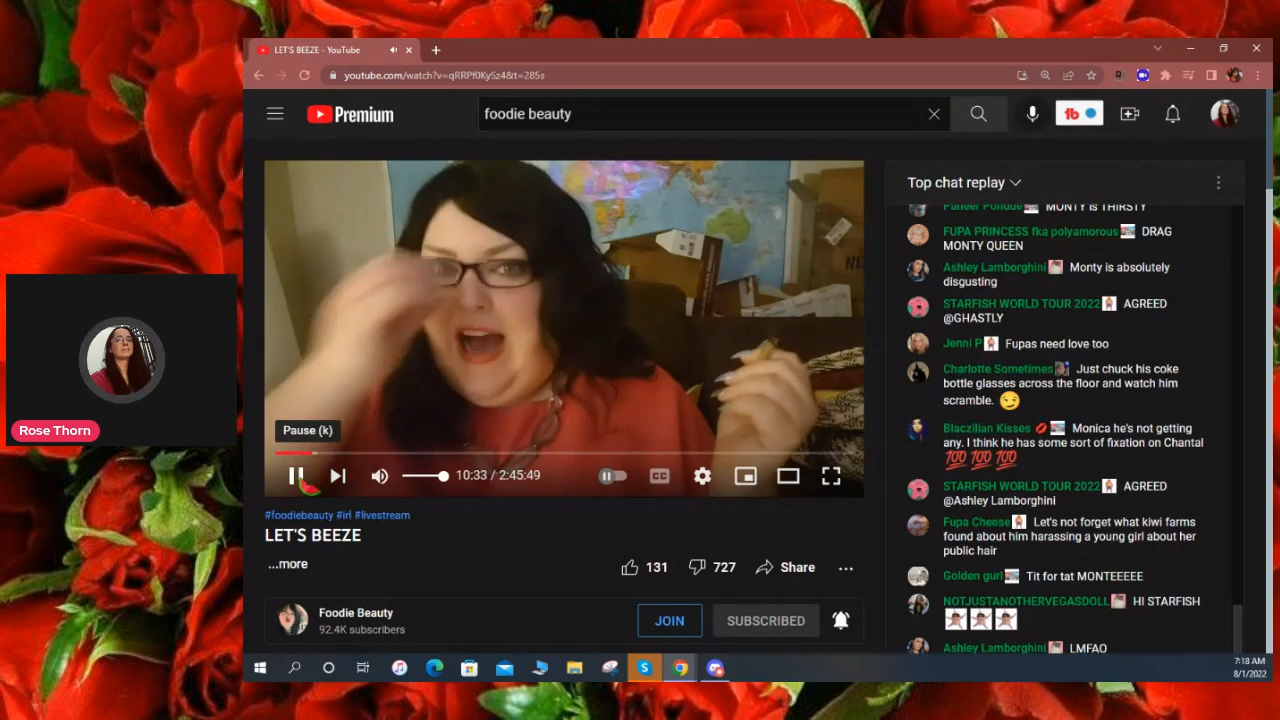 LET'S BEEZE - YouTube
youtube.com/watch?v=qRRPf0KySz4&t=285s
Premium
foodie beauty
Top chat replay
Paneer Fondue MONTY is THIRSTY
FUPA PRINCESS fka polyamorous DRAG
MONTY QUEEN
Ashley Lamborghini Monty is absolutely
disgusting
STARFISH WORLD TOUR 2022 AGREED
@GHASTLY
Jenni P Fupas need love too
Charlotte Sometimes Just chuck his coke
bottle glasses across the floor and watch him
scramble.
Blaczilian Kisses Monica he's not getting
any. I think he has some sort of fixation on Chantal
100 100 100
STARFISH WORLD TOUR 2022 AGREED
@Ashley Lamborghini
Fupa Cheese Let's not forget what kiwi farms
found about him harassing a young girl about her
public hair
Golden gurl Tit for tat MONTEEEEE
NOTJUSTANOTHERVEGASDOLL HI STARFISH
Ashley Lamborghini LMFAO
Rose Thorn
Pause (k)
10:33 / 2:45:49
CC
#foodiebeauty #irl #livestream
LET'S BEEZE
...more
131
727
Share
Foodie Beauty
92.4K subscribers
JOIN
SUBSCRIBED
7:18 AM
8/1/2022